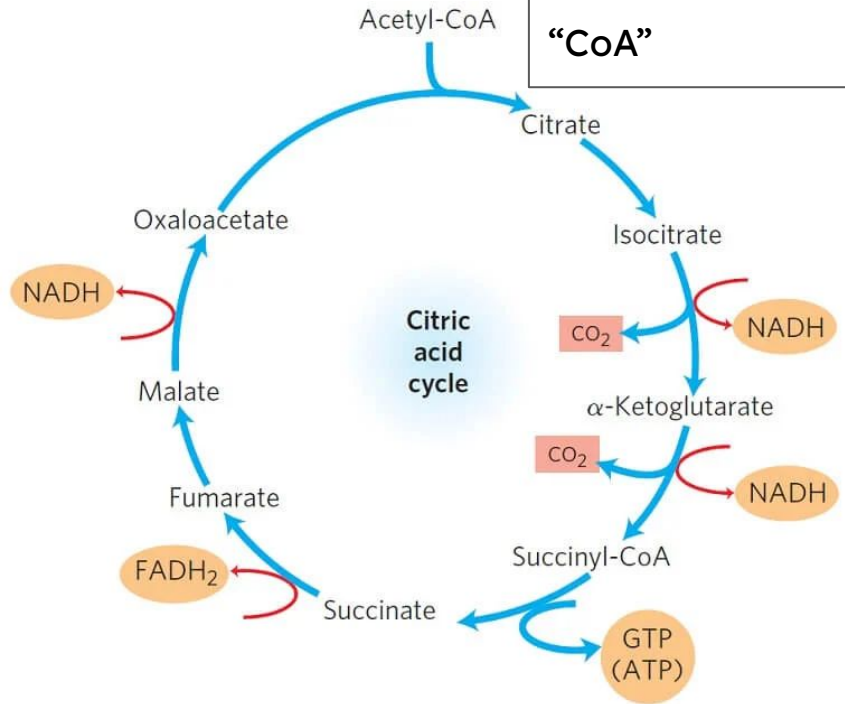 Acetyl-CoA
“CoA”
Citrate
Oxaloacetate
Isocitrate
NADH
Citric
acid
cycle
CO₂
NADH
Malate
α-Ketoglutarate
CO₂
NADH
Fumarate
Succinyl-CoA
FADH₂
Succinate
GTP
(ATP)